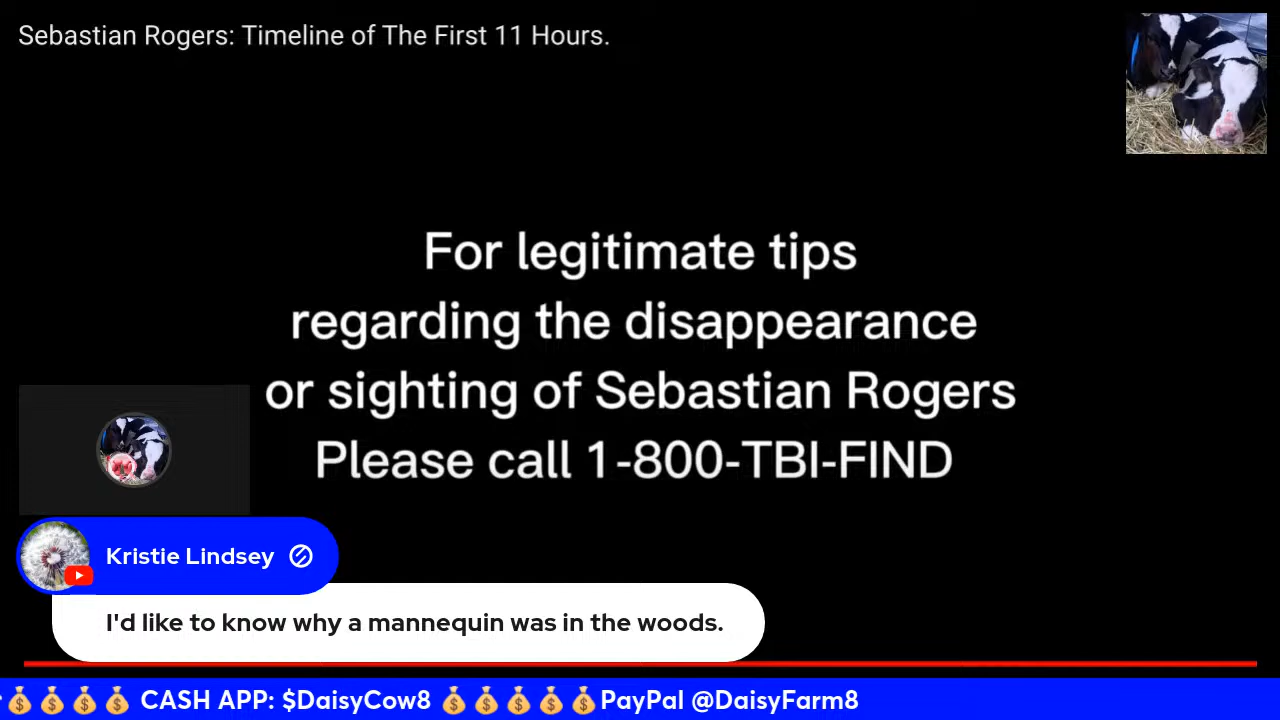 Sebastian Rogers: Timeline of The First 11 Hours.
For legitimate tips
regarding the disappearance
or sighting of Sebastian Rogers
Please call 1-800-TBI-FIND
Kristie Lindsey
I'd like to know why a mannequin was in the woods.
CASH APP: $DaisyCow8 💰💰💰💰💰PayPal @DaisyFarm8